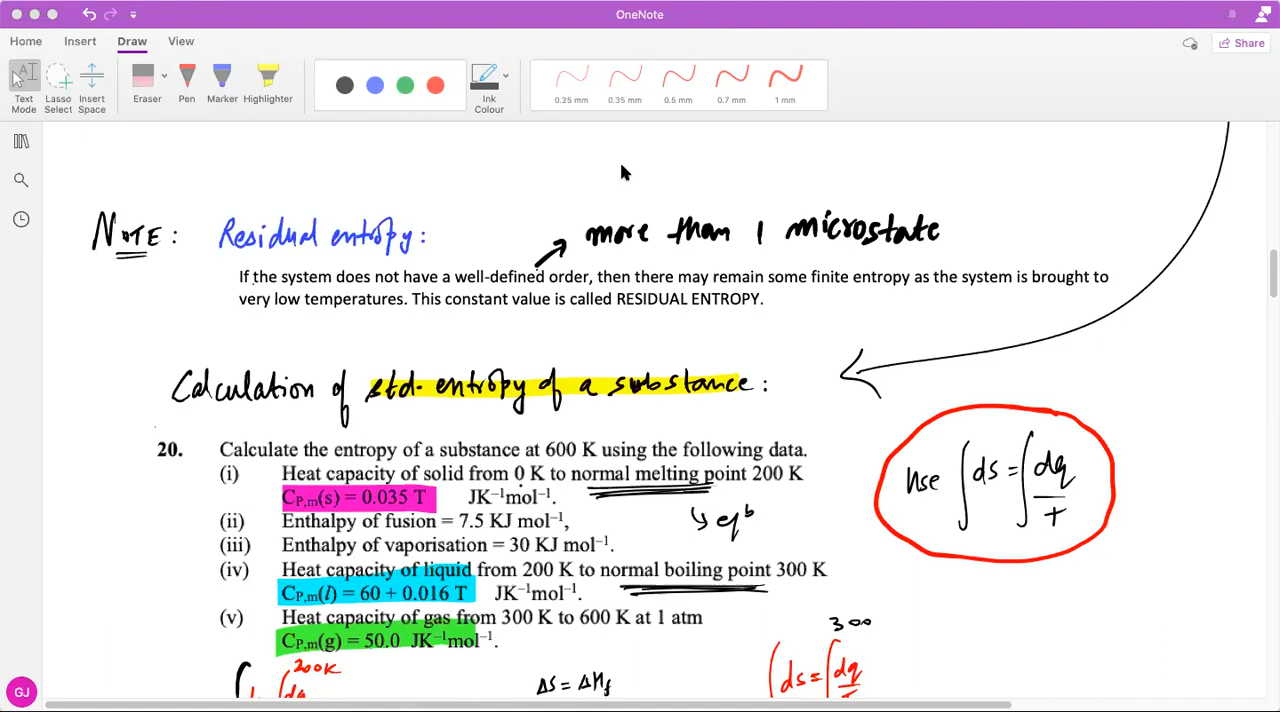 OneNote
Home Insert Draw View
Share
Text Mode
Lasso Select
Insert Space
Eraser
Pen
Marker
Highlighter
Ink Colour
0.25 mm 0.35 mm 0.5 mm 0.7 mm 1 mm
NOTE: Residual entropy: more than 1 microstate
If the system does not have a well-defined order, then there may remain some finite entropy as the system is brought to
very low temperatures. This constant value is called RESIDUAL ENTROPY.
Calculation of std. entropy of a substance:
20. Calculate the entropy of a substance at 600 K using the following data.
(i) Heat capacity of solid from 0 K to normal melting point 200 K
C_P,m(s) = 0.035 T JK⁻¹mol⁻¹.
(ii) Enthalpy of fusion = 7.5 KJ mol⁻¹,
(iii) Enthalpy of vaporisation = 30 KJ mol⁻¹.
(iv) Heat capacity of liquid from 200 K to normal boiling point 300 K
C_P,m(l) = 60 + 0.016 T JK⁻¹mol⁻¹.
(v) Heat capacity of gas from 300 K to 600 K at 1 atm
C_P,m(g) = 50.0 JK⁻¹mol⁻¹.
eqᵇ
Use ∫ds = ∫dq/T
200K
ΔS = ΔHf
300
∫ds = ∫dq/T
GJ